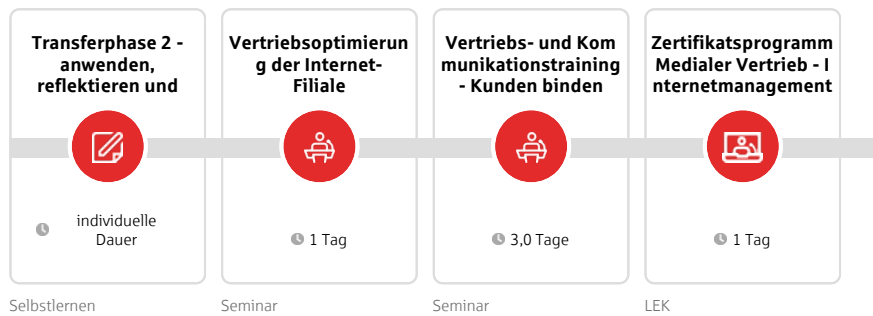 Transferphase 2 -
anwenden,
reflektieren und
individuelle
Dauer
Selbstlernen
Vertriebsoptimierun
g der Internet-
Filiale
1 Tag
Seminar
Vertriebs- und Kom
munikationstraining
- Kunden binden
3,0 Tage
Seminar
Zertifikatsprogramm
Medialer Vertrieb - I
nternetmanagement
1 Tag
LEK